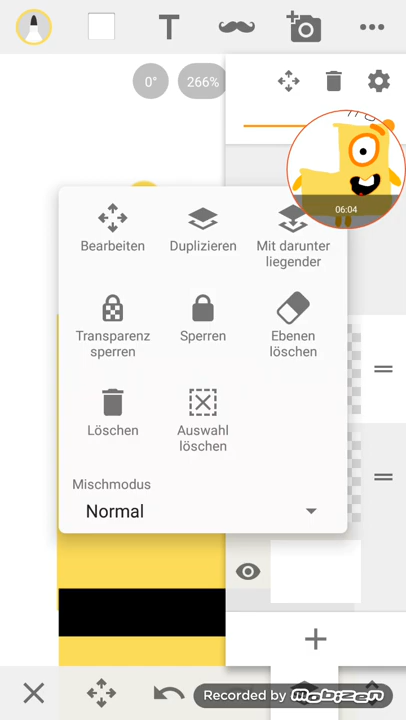 T
0°
266%
06:04
Bearbeiten
Duplizieren
Mit darunter
liegender
Transparenz
sperren
Sperren
Ebenen
löschen
Löschen
Auswahl
löschen
Mischmodus
Normal
Recorded by mobizen